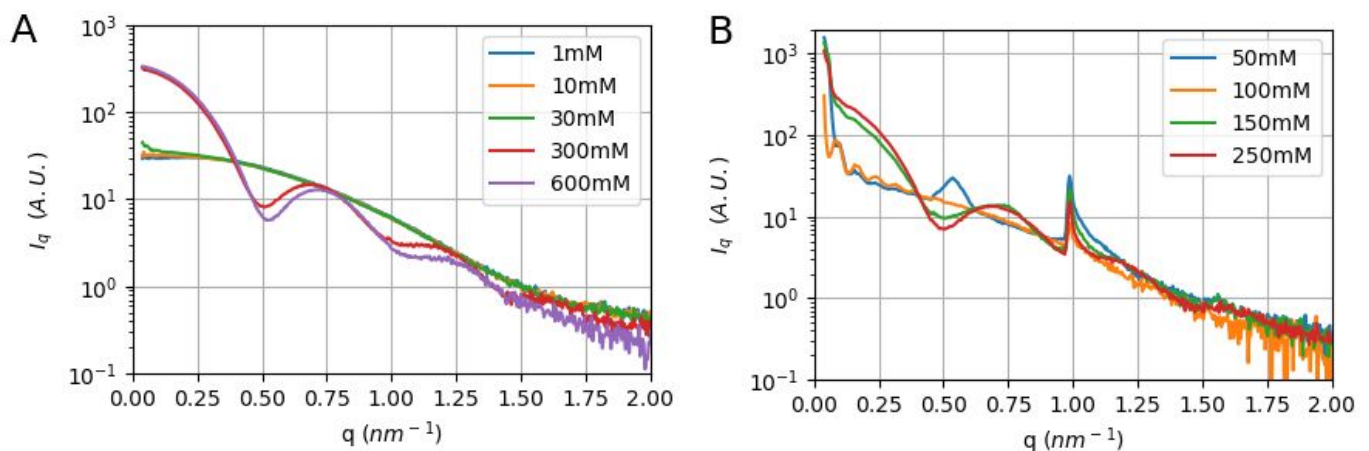 A
10³
10²
10¹
10⁰
10⁻¹
I_q (A.U.)
0.00 0.25 0.50 0.75 1.00 1.25 1.50 1.75 2.00
q (nm⁻¹)
1mM
10mM
30mM
300mM
600mM
B
10³
10²
10¹
10⁰
10⁻¹
I_q (A.U.)
0.00 0.25 0.50 0.75 1.00 1.25 1.50 1.75 2.00
q (nm⁻¹)
50mM
100mM
150mM
250mM